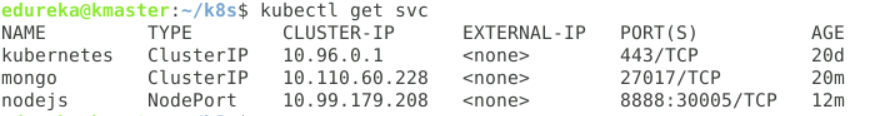 edureka@kmaster:~/k8s$ kubectl get svc
NAME TYPE CLUSTER-IP EXTERNAL-IP PORT(S) AGE
kubernetes ClusterIP 10.96.0.1 <none> 443/TCP 20d
mongo ClusterIP 10.110.60.228 <none> 27017/TCP 20m
nodejs NodePort 10.99.179.208 <none> 8888:30005/TCP 12m